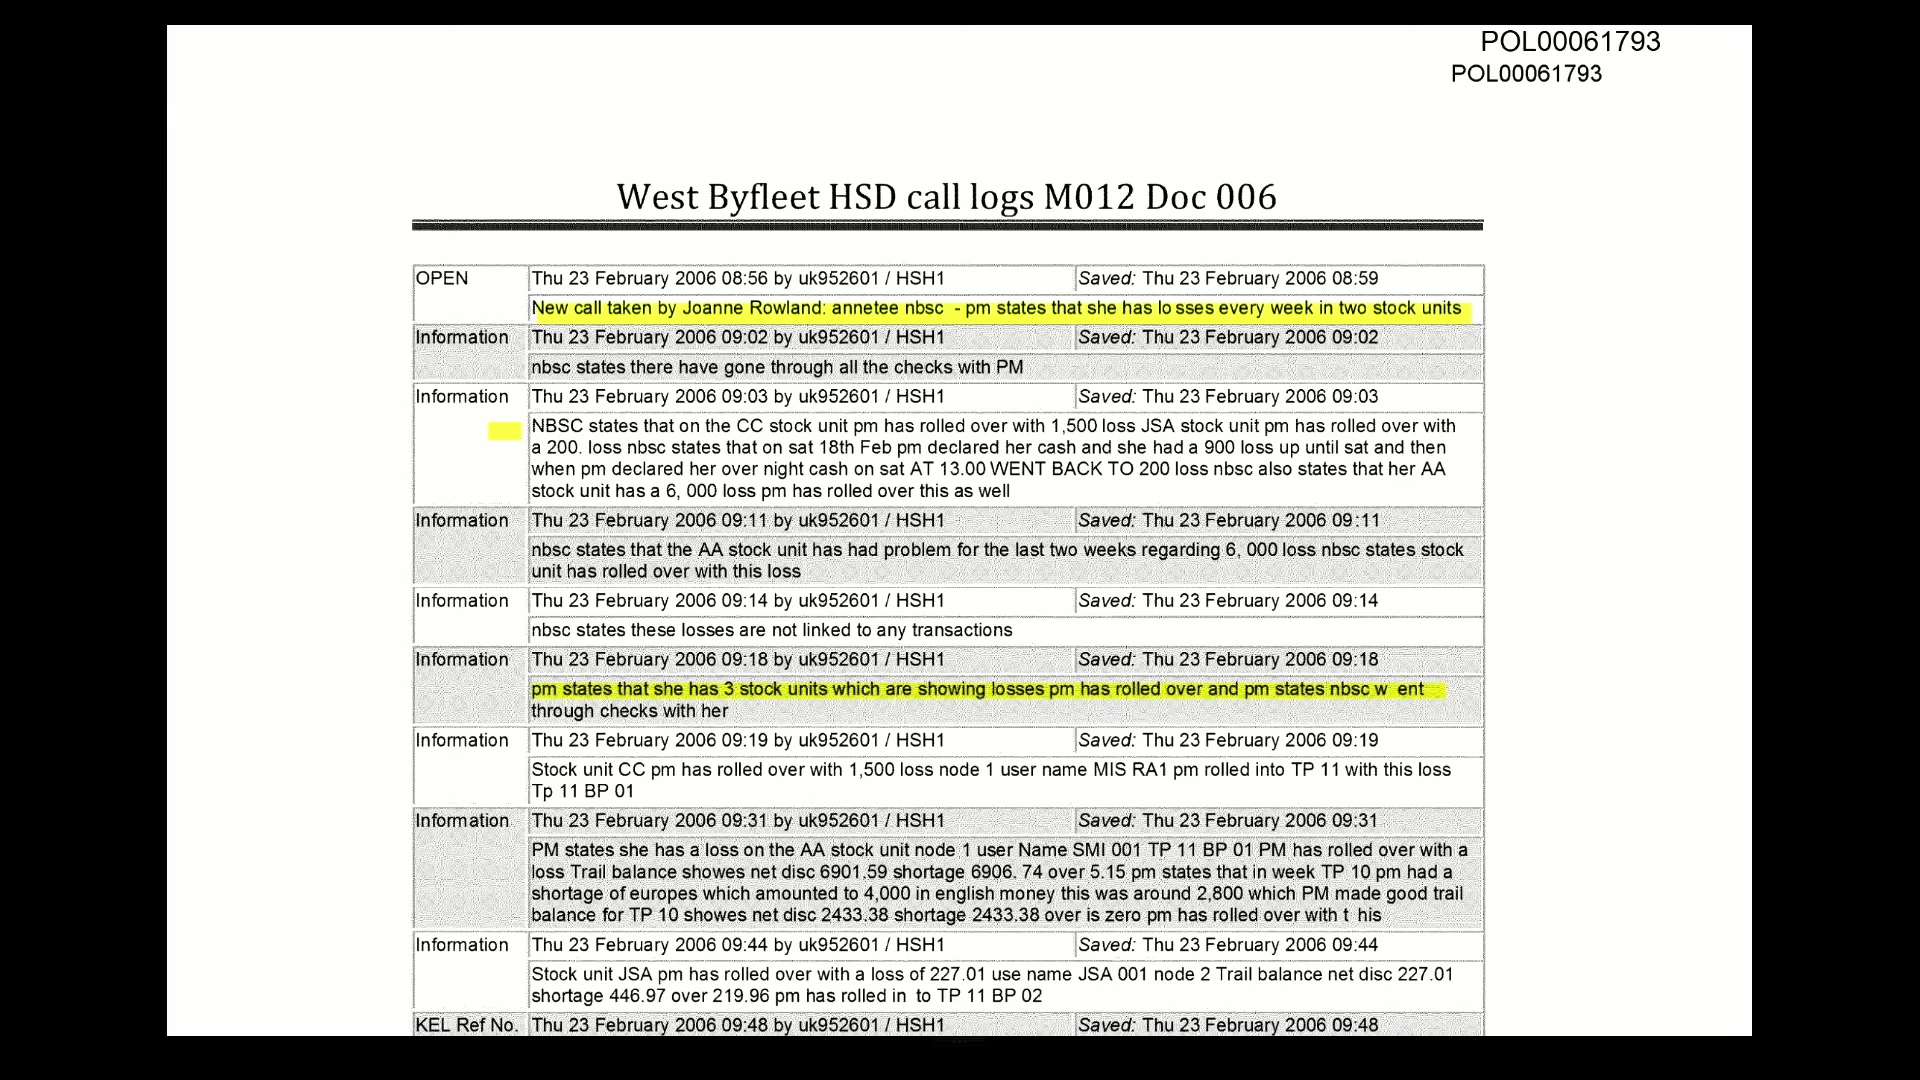 POL00061793
POL00061793
West Byfleet HSD call logs M012 Doc 006
OPEN Thu 23 February 2006 08:56 by uk952601 / HSH1 Saved: Thu 23 February 2006 08:59
New call taken by Joanne Rowland: annetee nbsc - pm states that she has lo sses every week in two stock units
Information Thu 23 February 2006 09:02 by uk952601 / HSH1 Saved: Thu 23 February 2006 09:02
nbsc states there have gone through all the checks with PM
Information Thu 23 February 2006 09:03 by uk952601 / HSH1 Saved: Thu 23 February 2006 09:03
NBSC states that on the CC stock unit pm has rolled over with 1,500 loss JSA stock unit pm has rolled over with
a 200. loss nbsc states that on sat 18th Feb pm declared her cash and she had a 900 loss up until sat and then
when pm declared her over night cash on sat AT 13.00 WENT BACK TO 200 loss nbsc also states that her AA
stock unit has a 6, 000 loss pm has rolled over this as well
Information Thu 23 February 2006 09:11 by uk952601 / HSH1 Saved: Thu 23 February 2006 09:11
nbsc states that the AA stock unit has had problem for the last two weeks regarding 6, 000 loss nbsc states stock
unit has rolled over with this loss
Information Thu 23 February 2006 09:14 by uk952601 / HSH1 Saved: Thu 23 February 2006 09:14
nbsc states these losses are not linked to any transactions
Information Thu 23 February 2006 09:18 by uk952601 / HSH1 Saved: Thu 23 February 2006 09:18
pm states that she has 3 stock units which are showing losses pm has rolled over and pm states nbsc w ent
through checks with her
Information Thu 23 February 2006 09:19 by uk952601 / HSH1 Saved: Thu 23 February 2006 09:19
Stock unit CC pm has rolled over with 1,500 loss node 1 user name MIS RA1 pm rolled into TP 11 with this loss
Tp 11 BP 01
Information Thu 23 February 2006 09:31 by uk952601 / HSH1 Saved: Thu 23 February 2006 09:31
PM states she has a loss on the AA stock unit node 1 user Name SMI 001 TP 11 BP 01 PM has rolled over with a
loss Trail balance showes net disc 6901.59 shortage 6906. 74 over 5.15 pm states that in week TP 10 pm had a
shortage of europes which amounted to 4,000 in english money this was around 2,800 which PM made good trail
balance for TP 10 showes net disc 2433.38 shortage 2433.38 over is zero pm has rolled over with t his
Information Thu 23 February 2006 09:44 by uk952601 / HSH1 Saved: Thu 23 February 2006 09:44
Stock unit JSA pm has rolled over with a loss of 227.01 use name JSA 001 node 2 Trail balance net disc 227.01
shortage 446.97 over 219.96 pm has rolled in to TP 11 BP 02
KEL Ref No. Thu 23 February 2006 09:48 by uk952601 / HSH1 Saved: Thu 23 February 2006 09:48